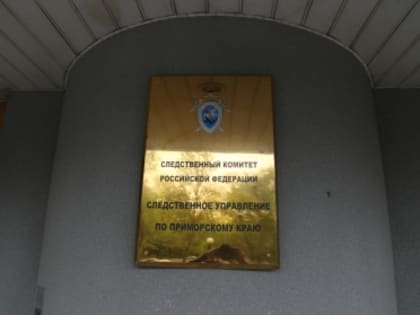 СЛЕДСТВЕННЫЙ КОМИТЕТ
РОССИЙСКОЙ ФЕДЕРАЦИИ
СЛЕДСТВЕННОЕ УПРАВЛЕНИЕ
ПО ПРИМОРСКОМУ КРАЮ